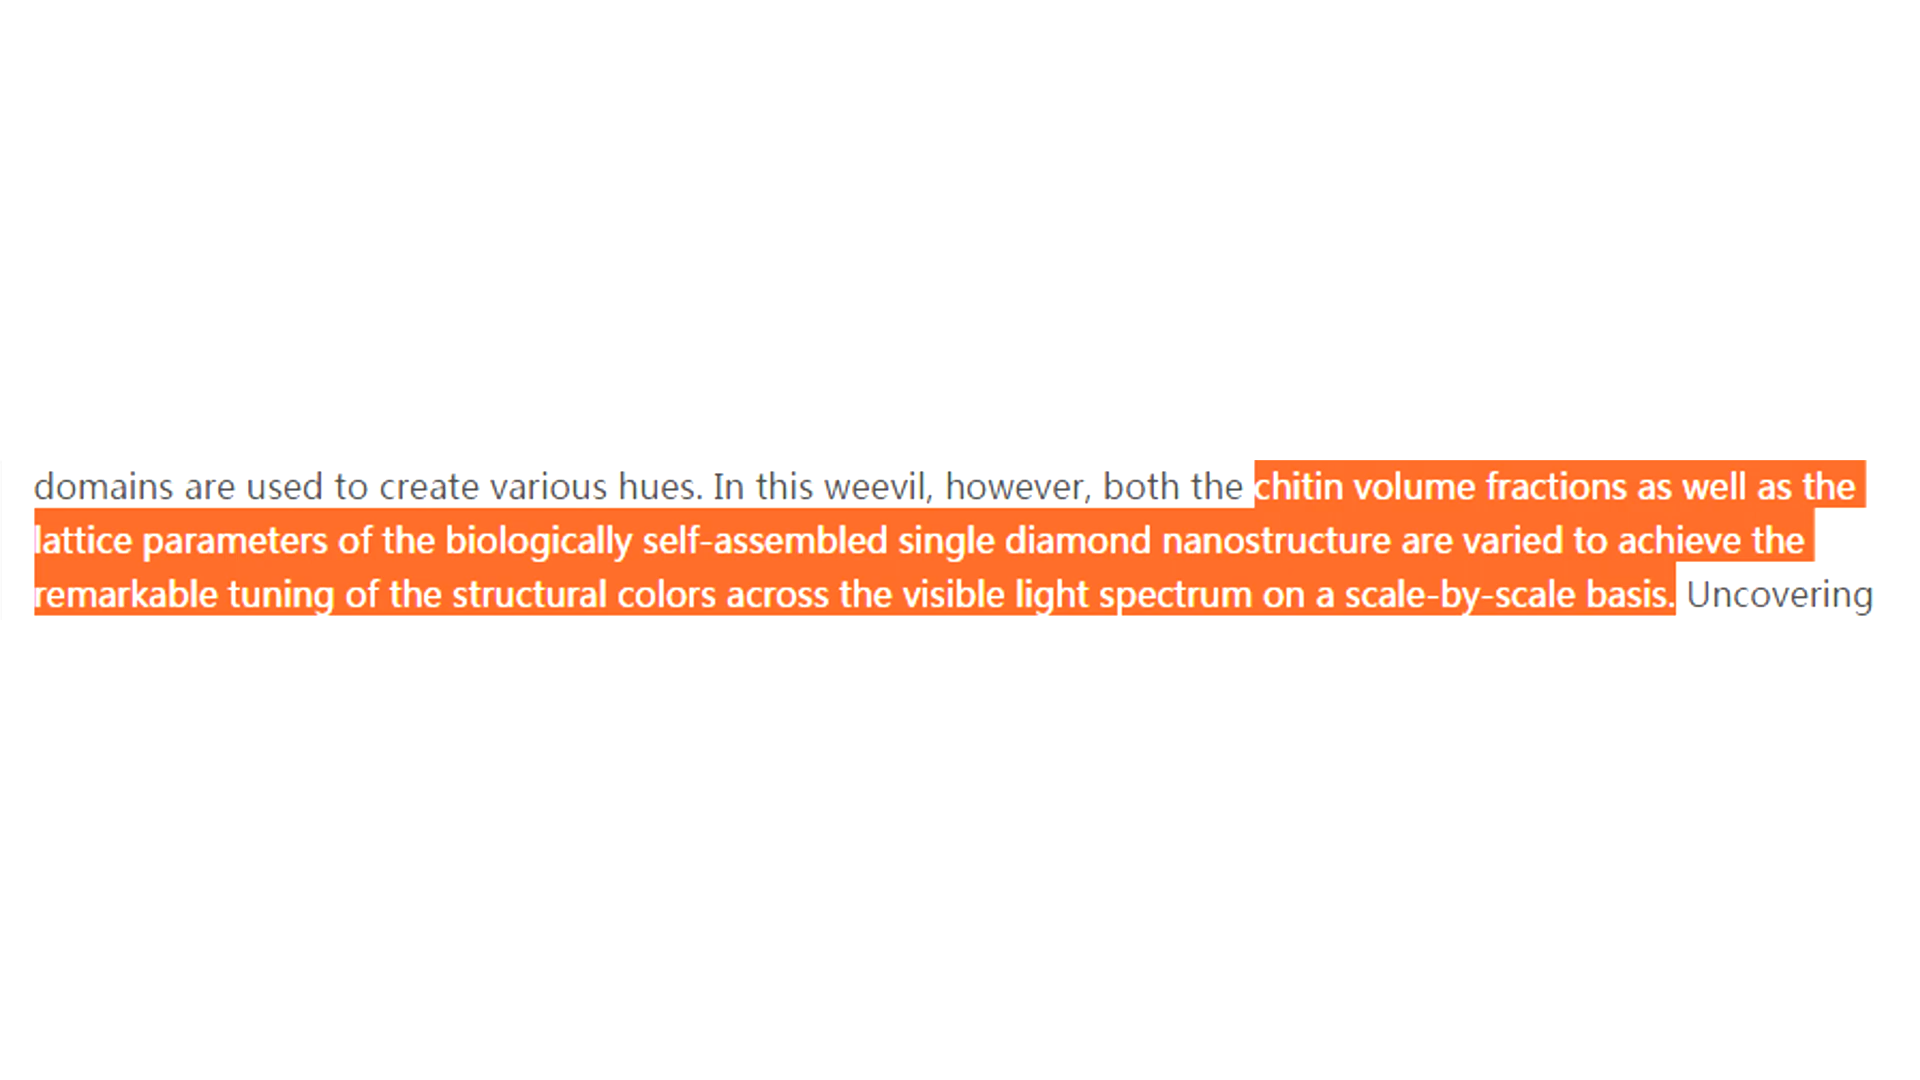 domains are used to create various hues. In this weevil, however, both the chitin volume fractions as well as the
lattice parameters of the biologically self-assembled single diamond nanostructure are varied to achieve the
remarkable tuning of the structural colors across the visible light spectrum on a scale-by-scale basis. Uncovering